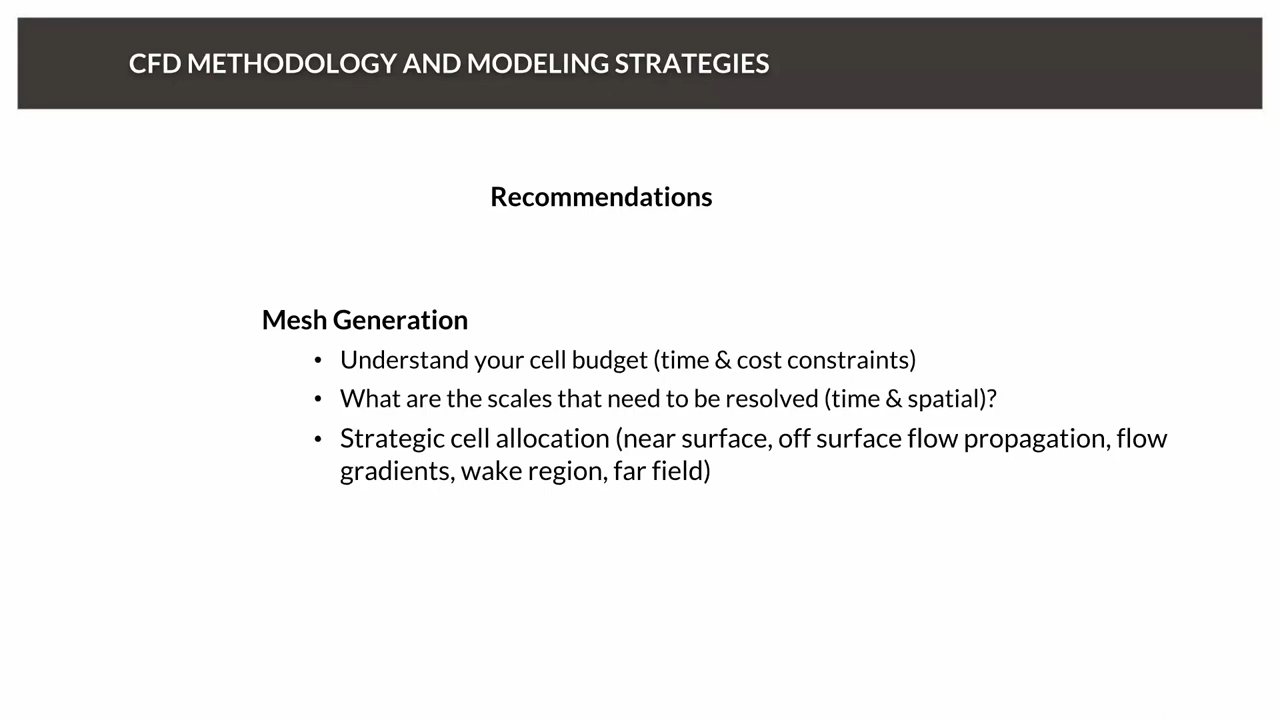 CFD METHODOLOGY AND MODELING STRATEGIES
Recommendations
Mesh Generation
• Understand your cell budget (time & cost constraints)
• What are the scales that need to be resolved (time & spatial)?
• Strategic cell allocation (near surface, off surface flow propagation, flow
gradients, wake region, far field)